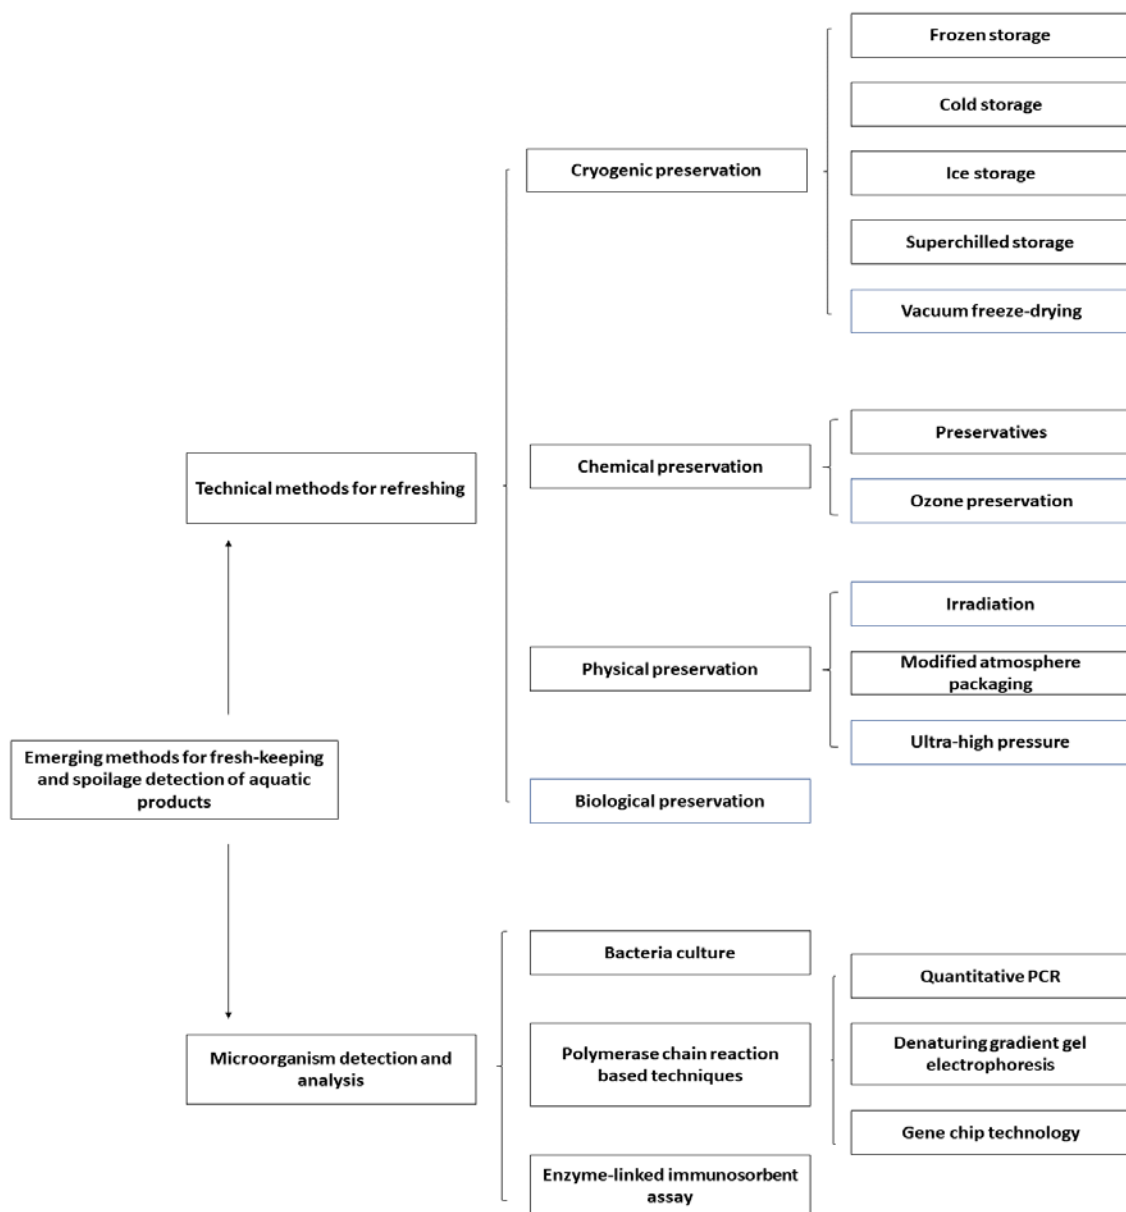 Frozen storage
Cold storage
Cryogenic preservation
Ice storage
Superchilled storage
Vacuum freeze-drying
Preservatives
Chemical preservation
Technical methods for refreshing
Ozone preservation
Irradiation
Physical preservation
Modified atmosphere
packaging
Ultra-high pressure
Emerging methods for fresh-keeping
and spoilage detection of aquatic
products
Biological preservation
Bacteria culture
Quantitative PCR
Microorganism detection and
analysis
Polymerase chain reaction
based techniques
Denaturing gradient gel
electrophoresis
Gene chip technology
Enzyme-linked immunosorbent
assay